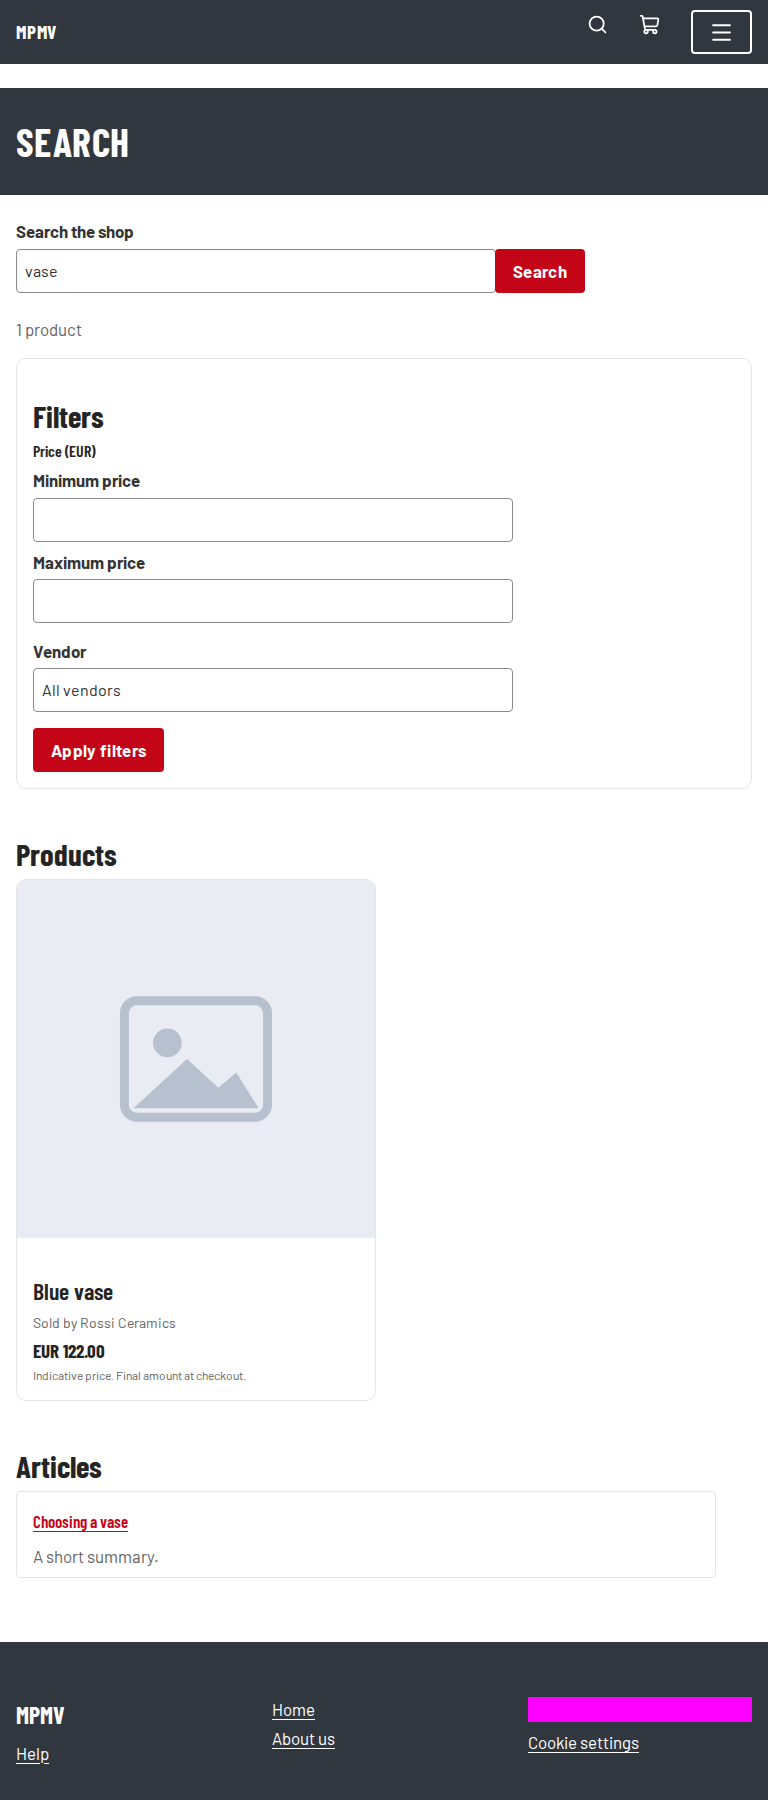 MPMV
SEARCH
Search the shop
vase
Search
1 product
Filters
Price (EUR)
Minimum price
Maximum price
Vendor
All vendors
Apply filters
Products
Blue vase
Sold by Rossi Ceramics
EUR 122.00
Indicative price. Final amount at checkout.
Articles
Choosing a vase
A short summary.
MPMV
Help
Home
About us
Cookie settings